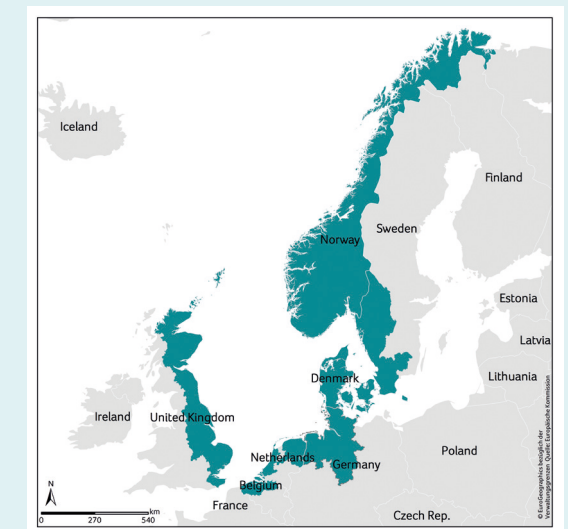 Iceland
Finland
Sweden
Norway
Estonia
Latvia
Denmark
Lithuania
Ireland
United Kingdom
Netherlands
Germany
Poland
Belgium
France
Czech Rep.
N
km
0 270 540
© EuroGeographics bezüglich der
Verwaltungsgrenzen Quelle: Europäische Kommission